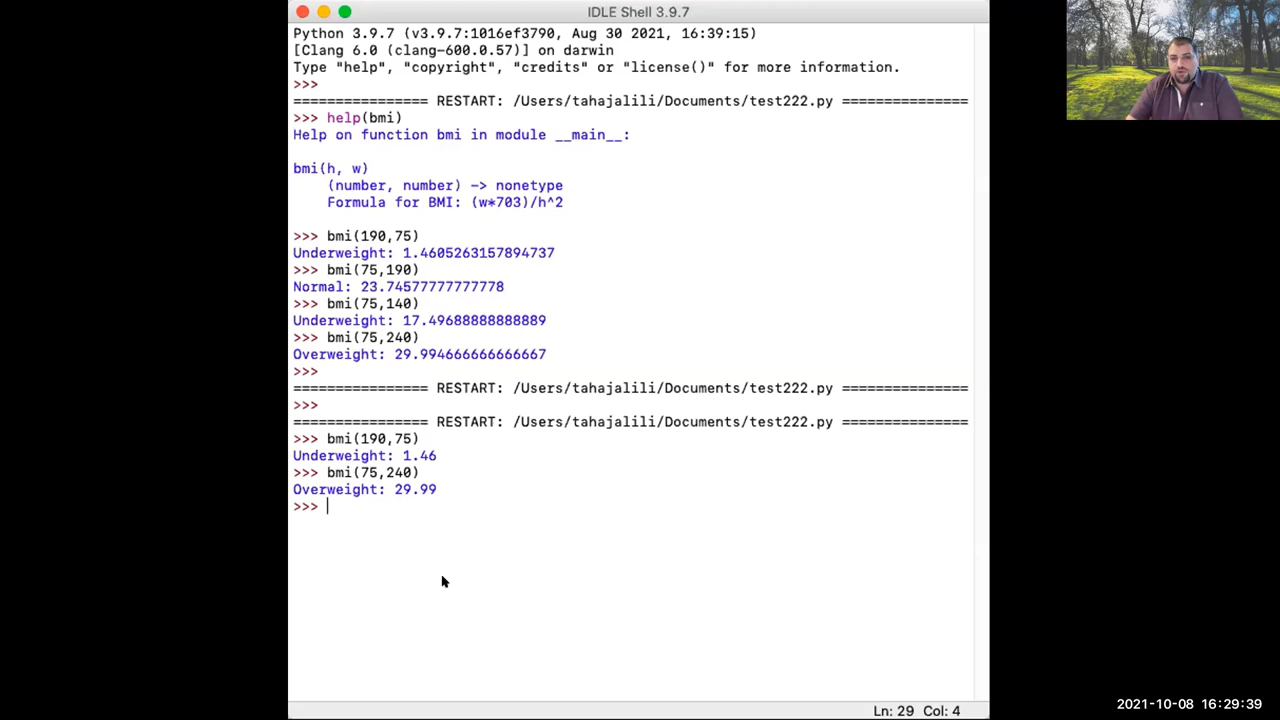 IDLE Shell 3.9.7
Python 3.9.7 (v3.9.7:1016ef3790, Aug 30 2021, 16:39:15)
[Clang 6.0 (clang-600.0.57)] on darwin
Type "help", "copyright", "credits" or "license()" for more information.
>>>
================ RESTART: /Users/tahajalili/Documents/test222.py ===============
>>> help(bmi)
Help on function bmi in module __main__:
bmi(h, w)
(number, number) -> nonetype
Formula for BMI: (w*703)/h^2
>>> bmi(190,75)
Underweight: 1.4605263157894737
>>> bmi(75,190)
Normal: 23.74577777777778
>>> bmi(75,140)
Underweight: 17.49688888888889
>>> bmi(75,240)
Overweight: 29.994666666666667
>>>
================ RESTART: /Users/tahajalili/Documents/test222.py ===============
>>>
================ RESTART: /Users/tahajalili/Documents/test222.py ===============
>>> bmi(190,75)
Underweight: 1.46
>>> bmi(75,240)
Overweight: 29.99
>>>
Ln: 29 Col: 4
2021-10-08 16:29:39